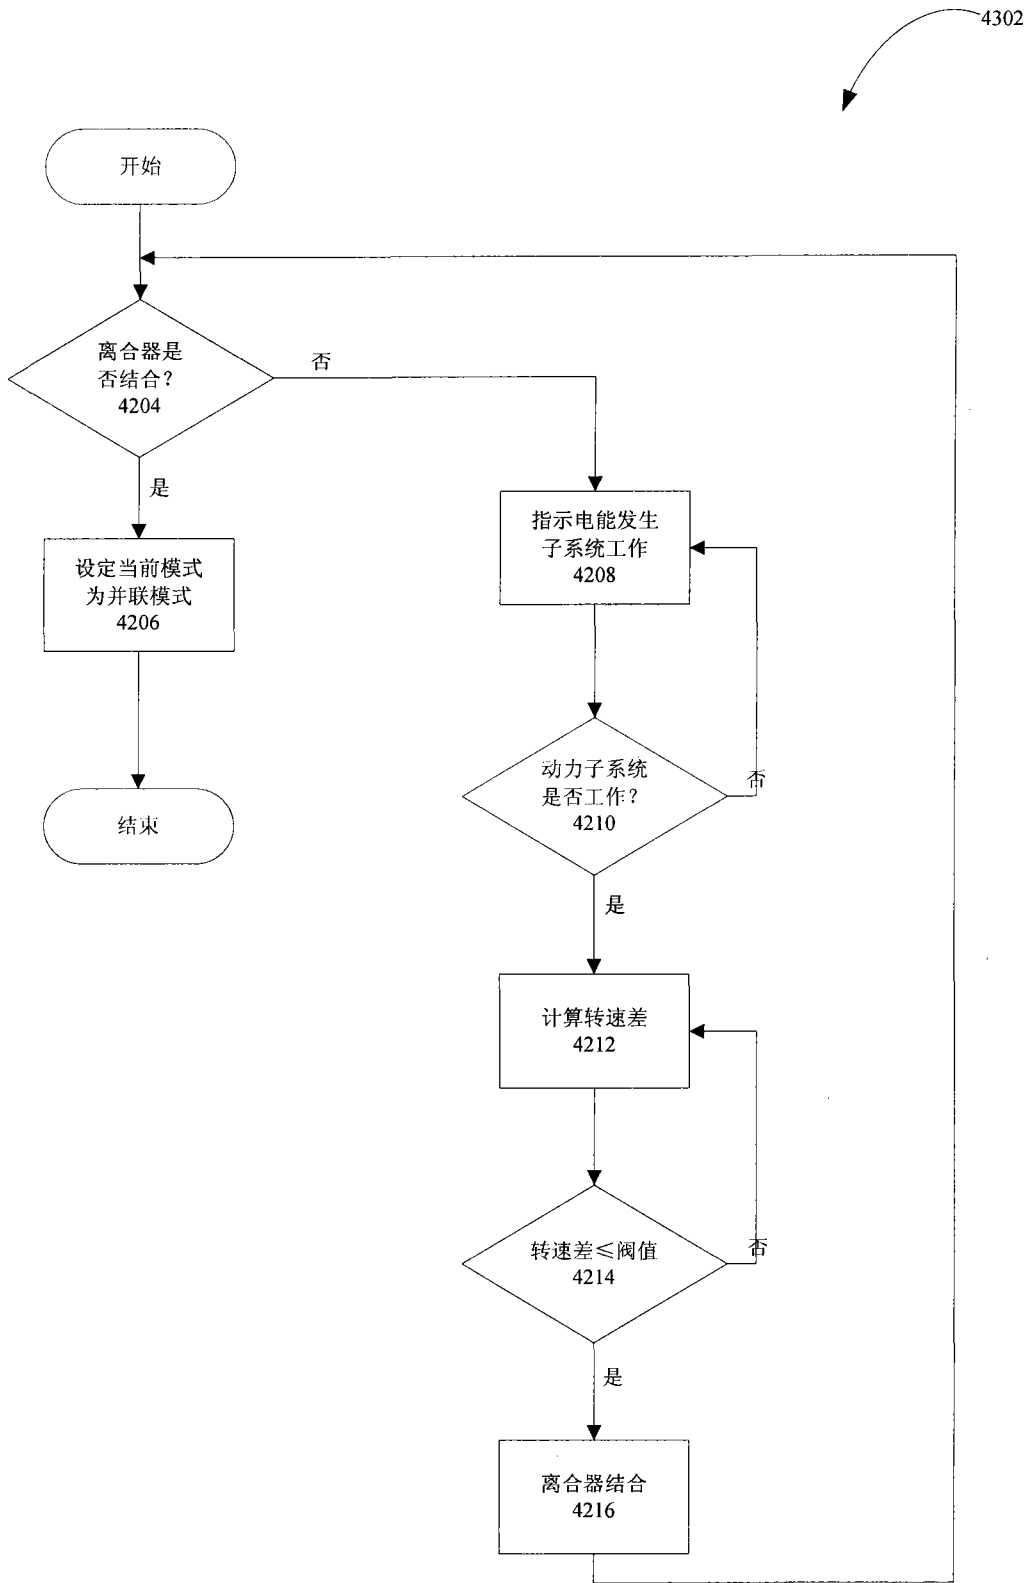 4302
开始
离合器是
否结合？
4204
否
是
设定当前模式
为并联模式
4206
结束
指示电能发生
子系统工作
4208
动力子系统
是否工作？
4210
否
是
计算转速差
4212
转速差≤阀值
4214
否
是
离合器结合
4216